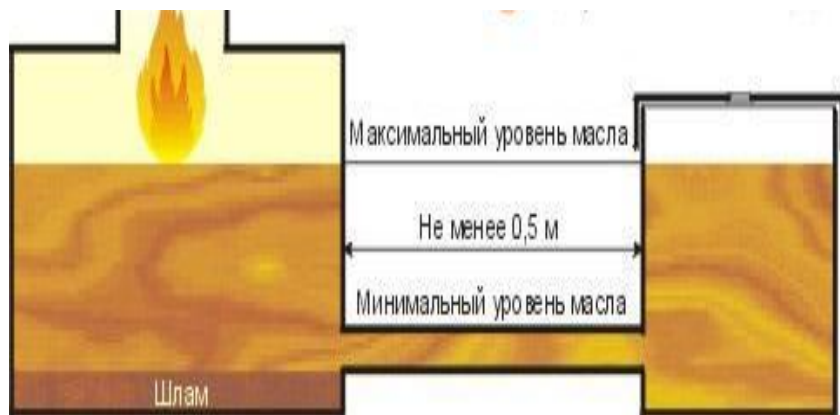 Максимальный уровень масла
Не менее 0,5 м
Минимальный уровень масла
Шлам